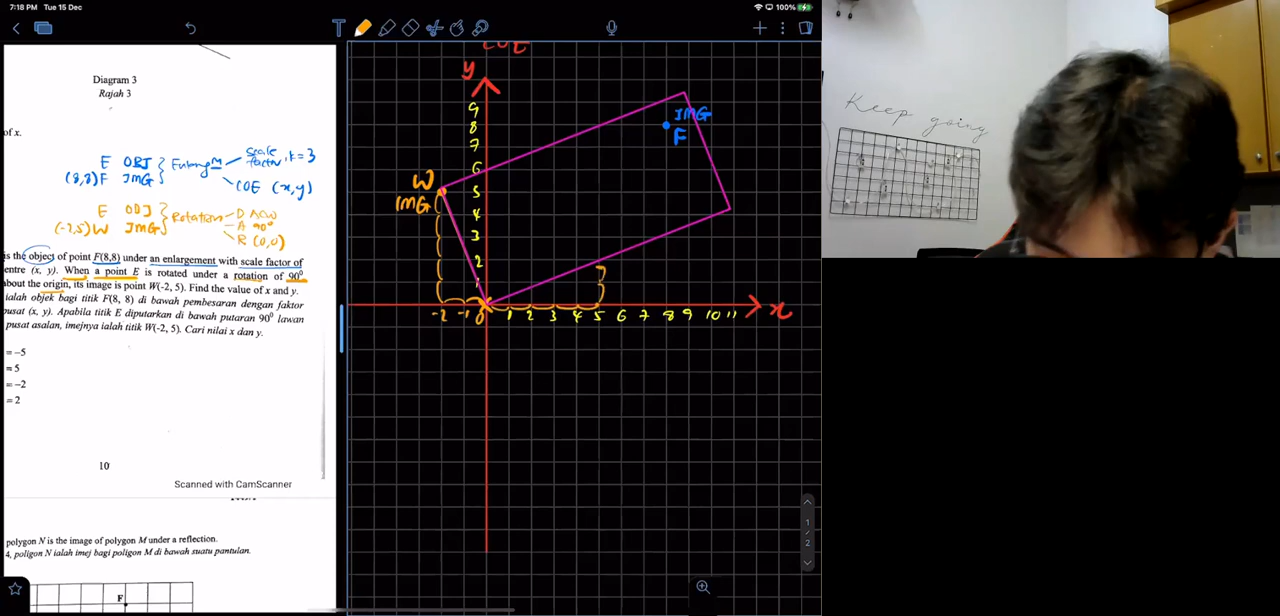 7:18 PM Tue 15 Dec
100%
Diagram 3
Rajah 3
of x.
E OBJ
(8,8) F IMG
Enlarg M
Scale factor, k = 3
COE (x, y)
E OBJ
(-2,5) W IMG
Rotation
D ACW
A 90°
R (0,0)
is the object of point F(8,8) under an enlargement with scale factor of
entre (x, y). When a point E is rotated under a rotation of 90°
about the origin, its image is point W(-2, 5). Find the value of x and y.
ialah objek bagi titik F(8, 8) di bawah pembesaran dengan faktor
pusat (x, y). Apabila titik E diputarkan di bawah putaran 90° lawan
pusat asalan, imejnya ialah titik W(-2, 5). Cari nilai x dan y.
= −5
= 5
= −2
= 2
10
Scanned with CamScanner
polygon N is the image of polygon M under a reflection.
4, poligon N ialah imej bagi poligon M di bawah suatu pantulan.
F
COE
y
9
8
7
6
5
4
3
2
1
IMG
F
W
IMG
-2 -1 0 1 2 3 4 5 6 7 8 9 10 11 x
1
2
Keep going